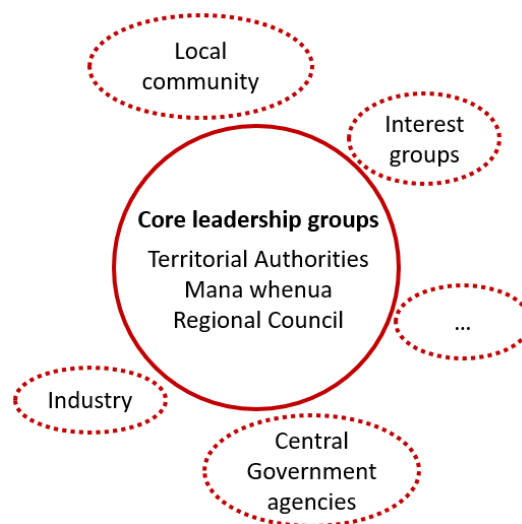 Local
community
Interest
groups
Core leadership groups
Territorial Authorities
Mana whenua
Regional Council
...
Industry
Central
Government
agencies